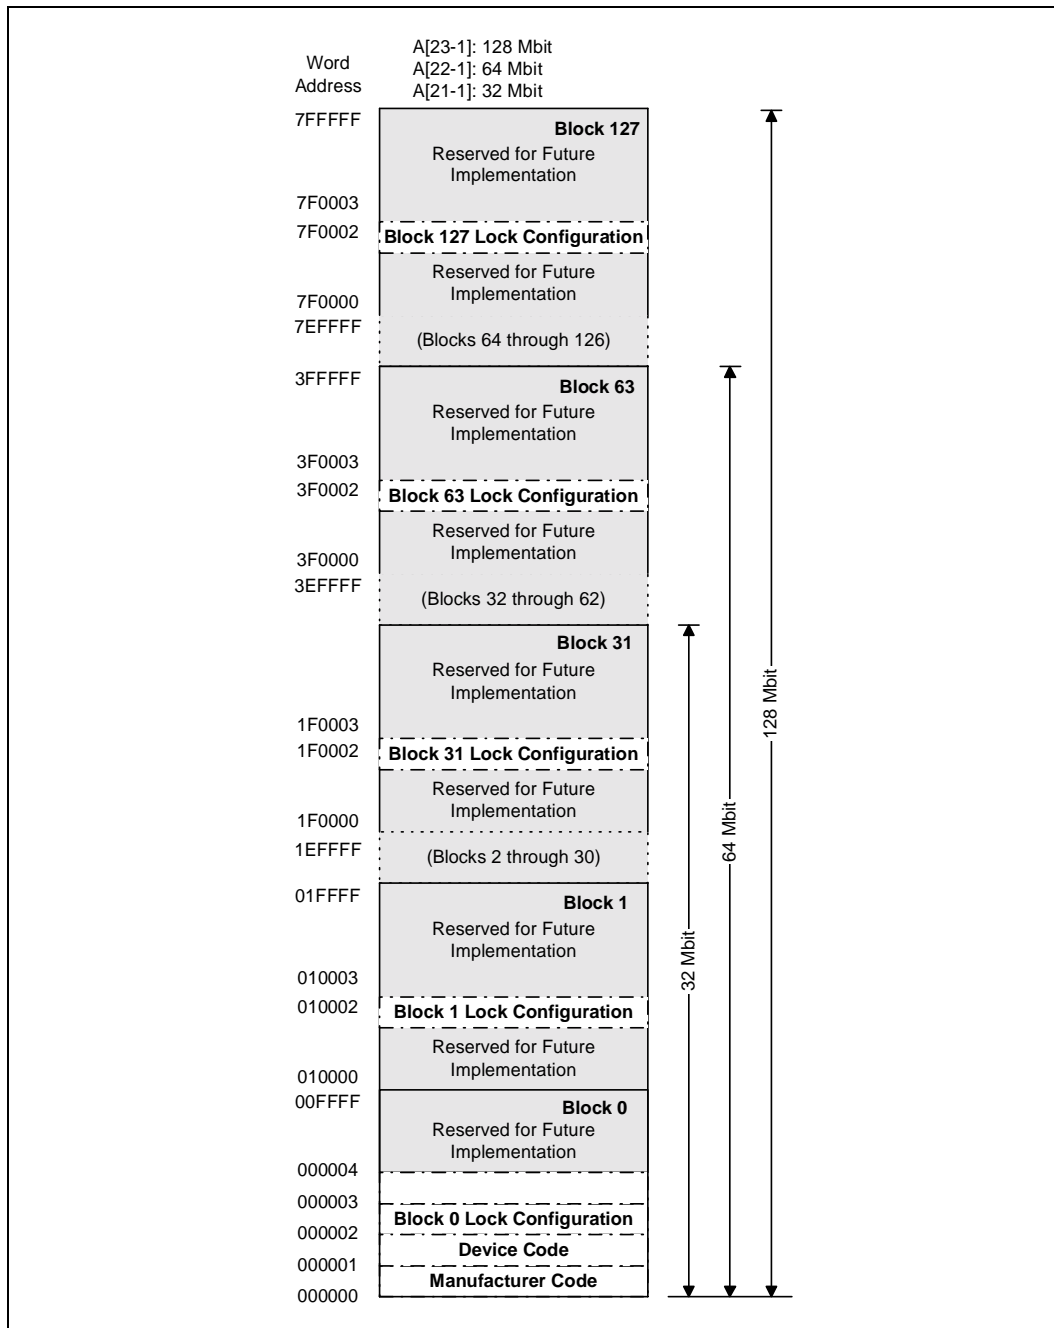 Word
Address
A[23-1]: 128 Mbit
A[22-1]: 64 Mbit
A[21-1]: 32 Mbit
7FFFFF
Block 127
Reserved for Future
Implementation
7F0003
7F0002
Block 127 Lock Configuration
Reserved for Future
Implementation
7F0000
7EFFFF
(Blocks 64 through 126)
3FFFFF
Block 63
Reserved for Future
Implementation
3F0003
3F0002
Block 63 Lock Configuration
Reserved for Future
Implementation
3F0000
3EFFFF
(Blocks 32 through 62)
Block 31
Reserved for Future
Implementation
1F0003
1F0002
Block 31 Lock Configuration
Reserved for Future
Implementation
1F0000
1EFFFF
(Blocks 2 through 30)
01FFFF
Block 1
Reserved for Future
Implementation
010003
010002
Block 1 Lock Configuration
Reserved for Future
Implementation
010000
00FFFF
Block 0
Reserved for Future
Implementation
000004
000003
Block 0 Lock Configuration
000002
Device Code
000001
Manufacturer Code
000000
32 Mbit
64 Mbit
128 Mbit